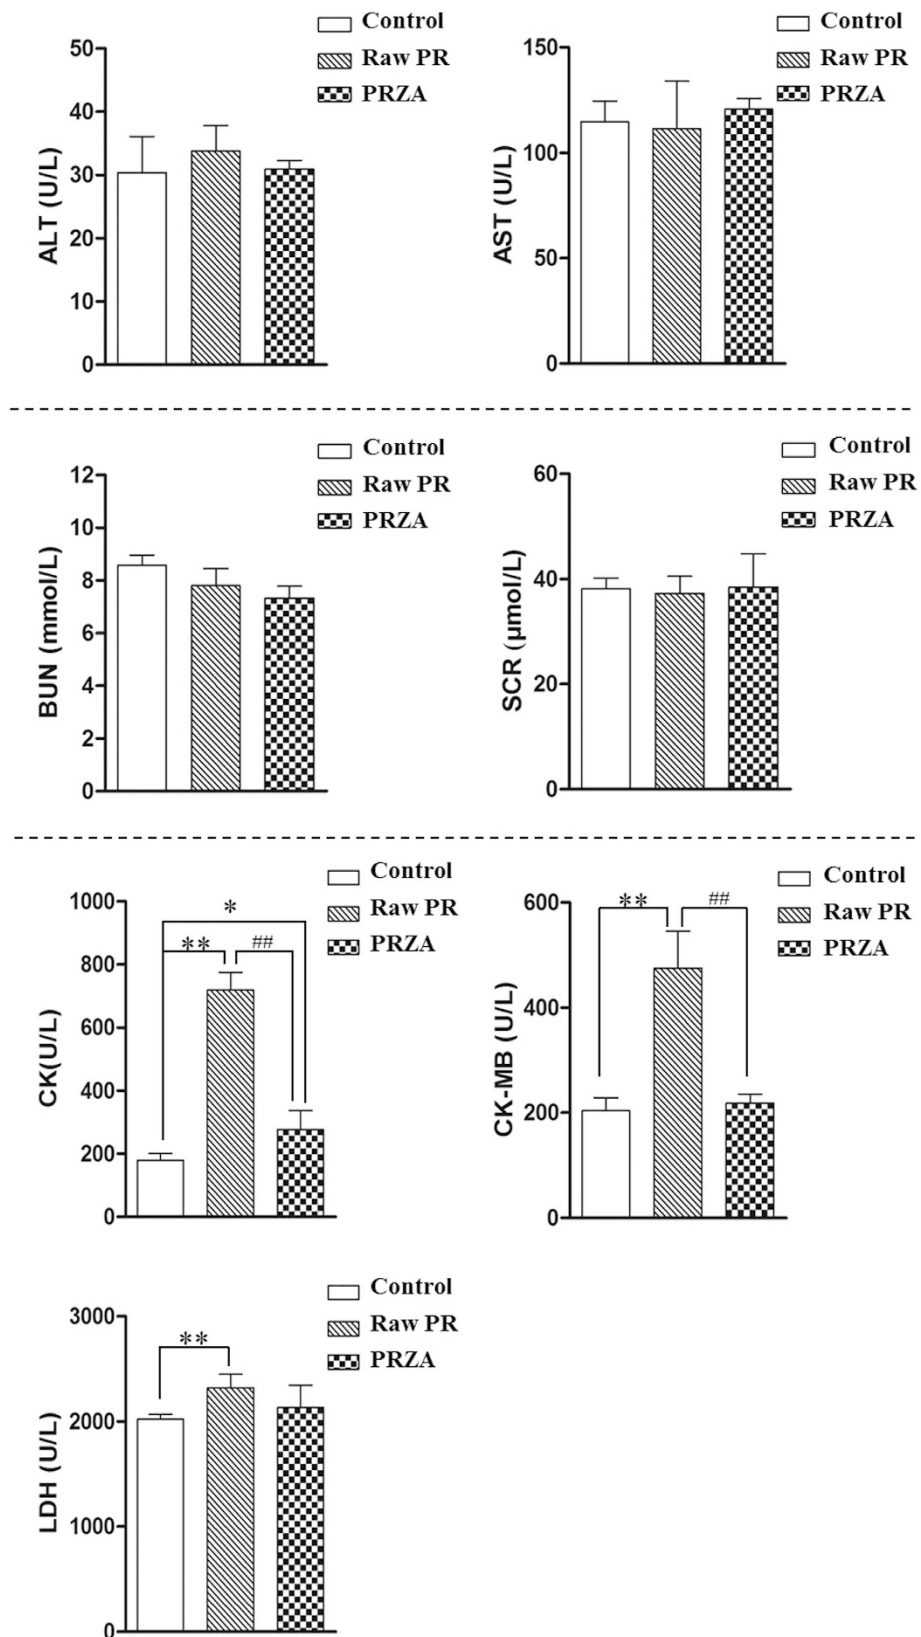 Control
Raw PR
PRZA
50
40
30
20
10
0
ALT (U/L)
Control
Raw PR
PRZA
150
100
50
0
AST (U/L)
Control
Raw PR
PRZA
12
10
8
6
4
2
0
BUN (mmol/L)
Control
Raw PR
PRZA
60
40
20
0
SCR (μmol/L)
Control
Raw PR
PRZA
1000
800
600
400
200
0
CK(U/L)
*
** ##
Control
Raw PR
PRZA
600
400
200
0
CK-MB (U/L)
** ##
Control
Raw PR
PRZA
3000
2000
1000
0
LDH (U/L)
**